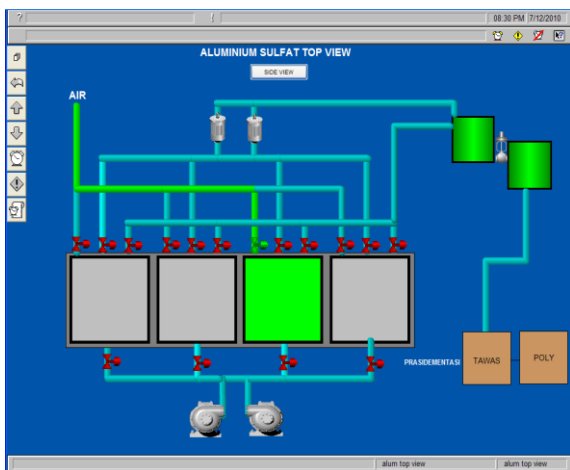 08:30 PM 7/12/2010
ALUMINIUM SULFAT TOP VIEW
SIDE VIEW
AIR
PRASIDEMENTASI
TAWAS
POLY
alum top view
alum top view